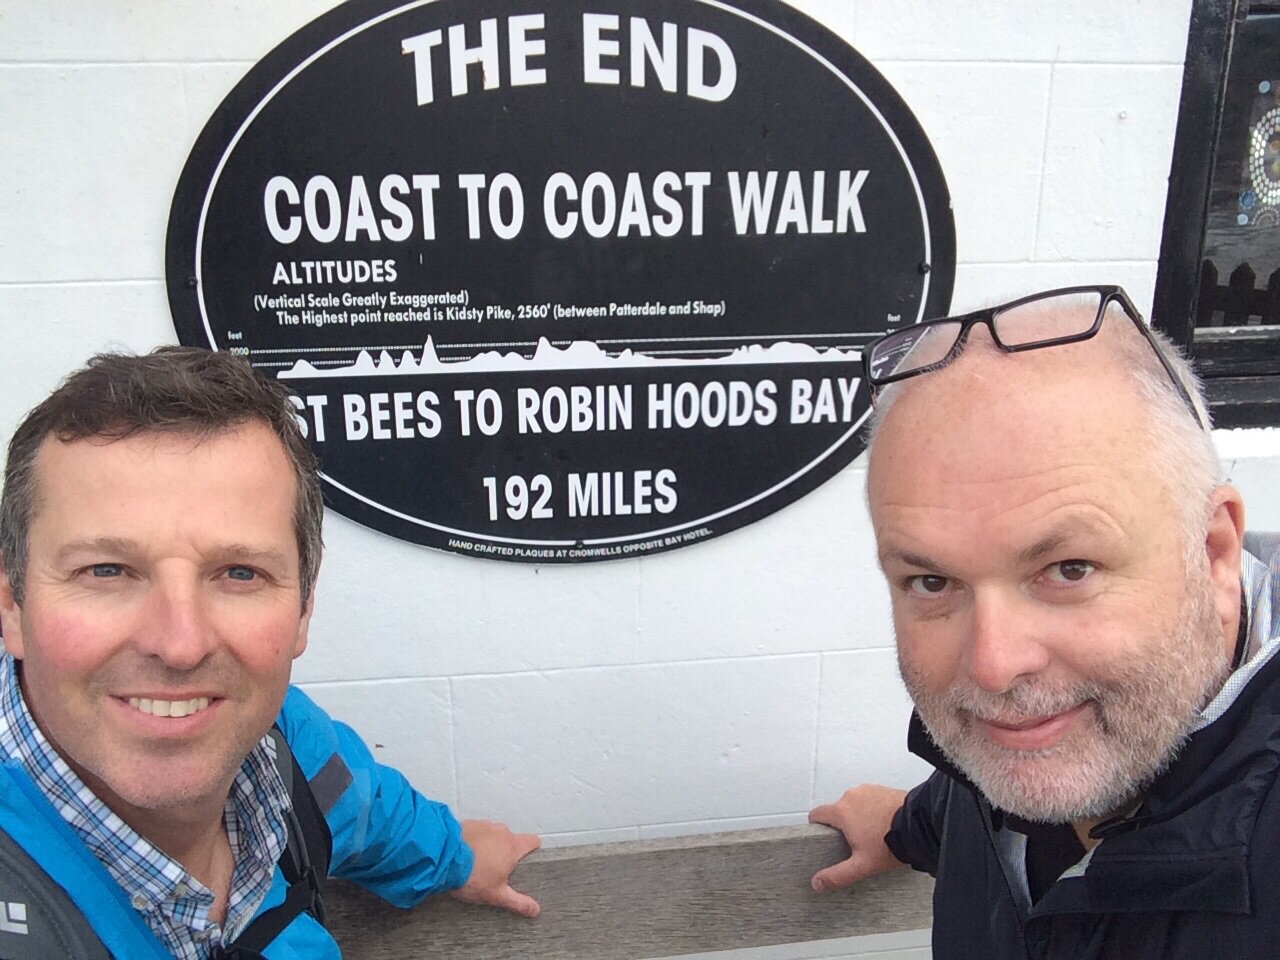 THE END
COAST TO COAST WALK
ALTITUDES
(Vertical Scale Greatly Exaggerated)
The Highest point reached is Kidsty Pike, 2560' (between Patterdale and Shap)
feet feet
2000
ST BEES TO ROBIN HOODS BAY
192 MILES
HAND CRAFTED PLAQUES AT CROMWELLS OPPOSITE BAY HOTEL.